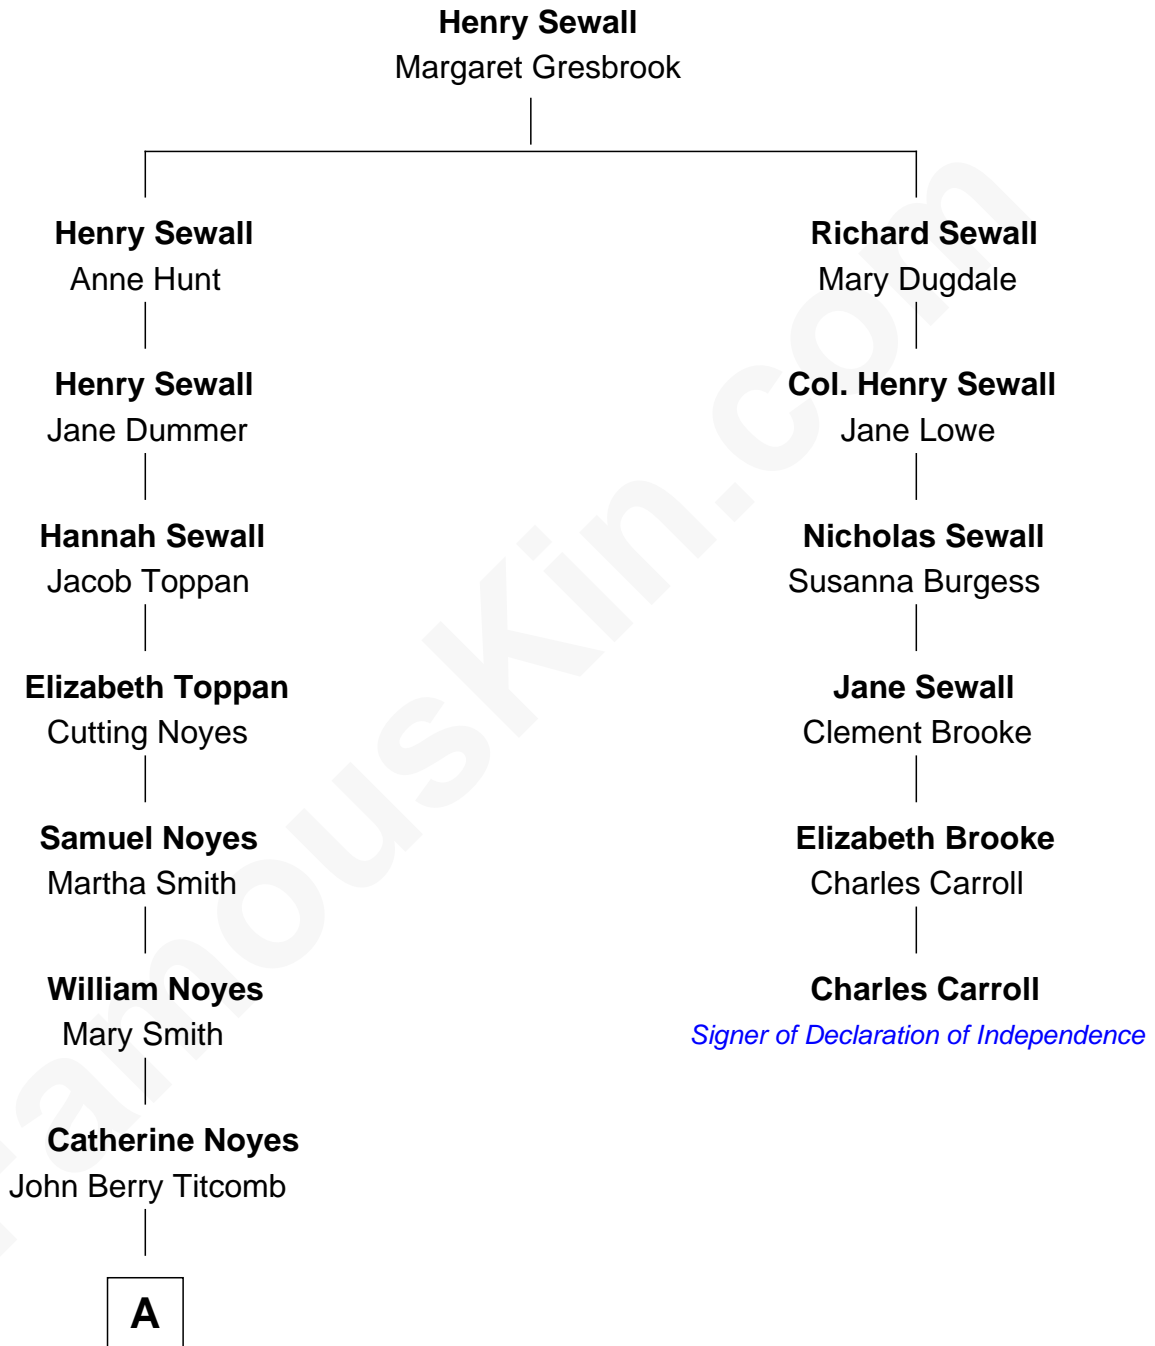 Henry Sewall
Margaret Gresbrook
Henry Sewall
Anne Hunt
Richard Sewall
Mary Dugdale
Henry Sewall
Jane Dummer
Col. Henry Sewall
Jane Lowe
Hannah Sewall
Jacob Toppan
Nicholas Sewall
Susanna Burgess
Elizabeth Toppan
Cutting Noyes
Jane Sewall
Clement Brooke
Samuel Noyes
Martha Smith
Elizabeth Brooke
Charles Carroll
William Noyes
Mary Smith
Charles Carroll
Signer of Declaration of Independence
Catherine Noyes
John Berry Titcomb
A
FamousKin.com